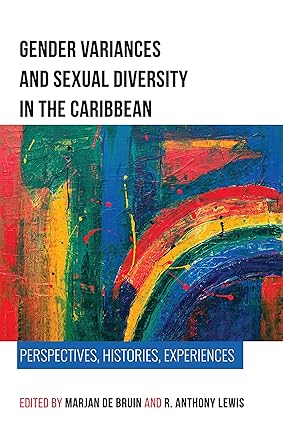 GENDER VARIANCES
AND SEXUAL DIVERSITY
IN THE CARIBBEAN
PERSPECTIVES, HISTORIES, EXPERIENCES
EDITED BY MARJAN DE BRUIN AND R. ANTHONY LEWIS